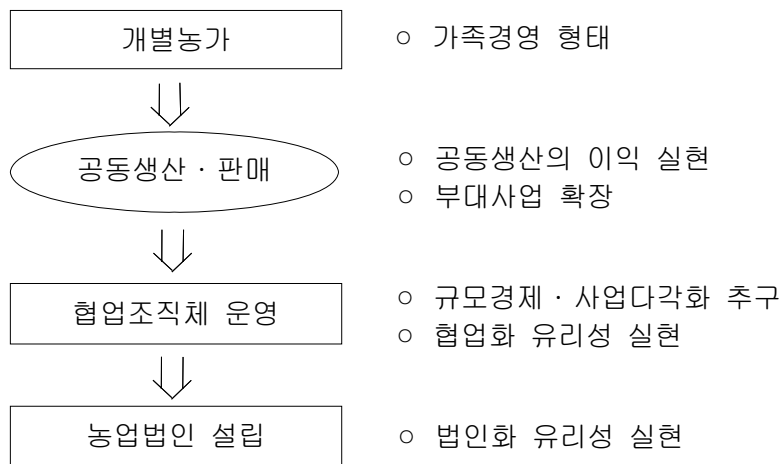 개별농가
○ 가족경영 형태
공동생산 · 판매
○ 공동생산의 이익 실현
○ 부대사업 확장
협업조직체 운영
○ 규모경제 · 사업다각화 추구
○ 협업화 유리성 실현
농업법인 설립
○ 법인화 유리성 실현